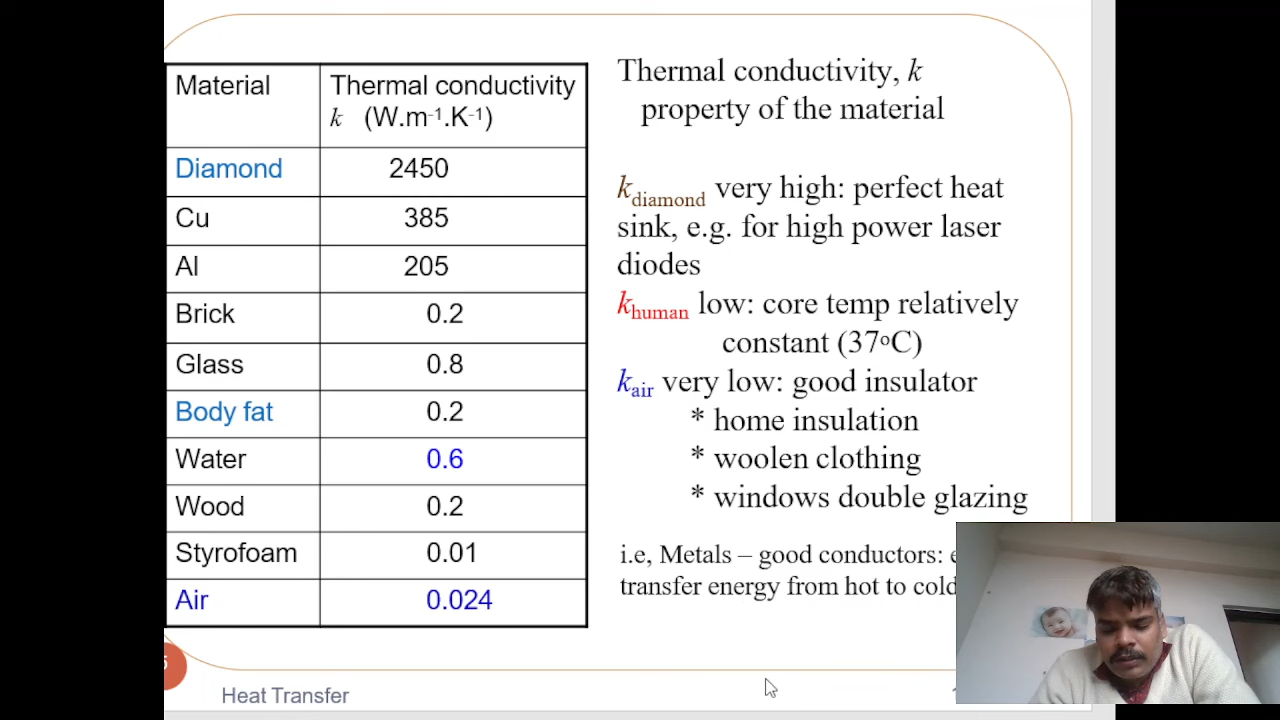 Material Thermal conductivity
k (W.m-1.K-1)
Diamond 2450
Cu 385
Al 205
Brick 0.2
Glass 0.8
Body fat 0.2
Water 0.6
Wood 0.2
Styrofoam 0.01
Air 0.024
Thermal conductivity, k
property of the material
kdiamond very high: perfect heat
sink, e.g. for high power laser
diodes
khuman low: core temp relatively
constant (37oC)
kair very low: good insulator
* home insulation
* woolen clothing
* windows double glazing
i.e, Metals – good conductors:
transfer energy from hot to cold
Heat Transfer